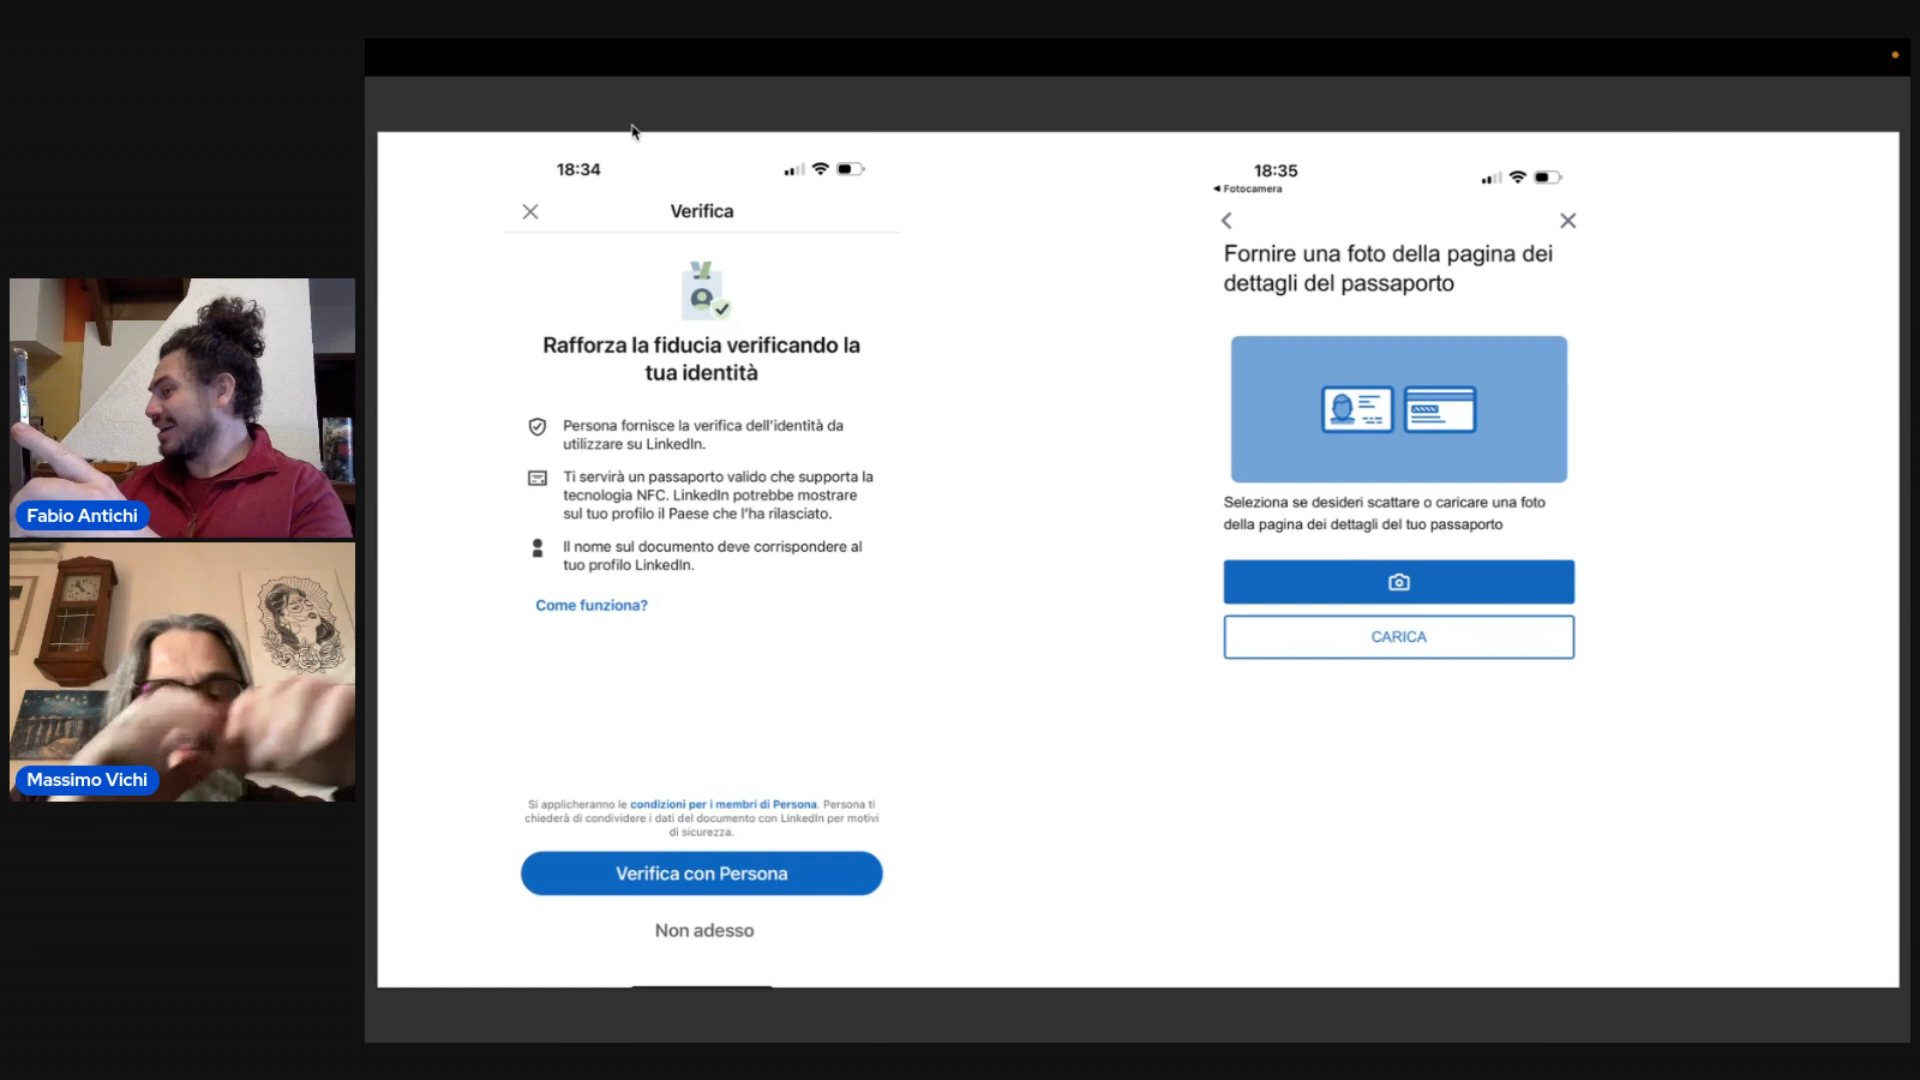 18:34
Verifica
Rafforza la fiducia verificando la
tua identità
Persona fornisce la verifica dell'identità da
utilizzare su LinkedIn.
Ti servirà un passaporto valido che supporta la
tecnologia NFC. LinkedIn potrebbe mostrare
sul tuo profilo il Paese che l'ha rilasciato.
Il nome sul documento deve corrispondere al
tuo profilo LinkedIn.
Come funziona?
Si applicheranno le condizioni per i membri di Persona. Persona ti
chiederà di condividere i dati del documento con LinkedIn per motivi
di sicurezza.
Verifica con Persona
Non adesso
18:35
Fotocamera
Fornire una foto della pagina dei
dettagli del passaporto
Seleziona se desideri scattare o caricare una foto
della pagina dei dettagli del tuo passaporto
CARICA
Fabio Antichi
Massimo Vichi